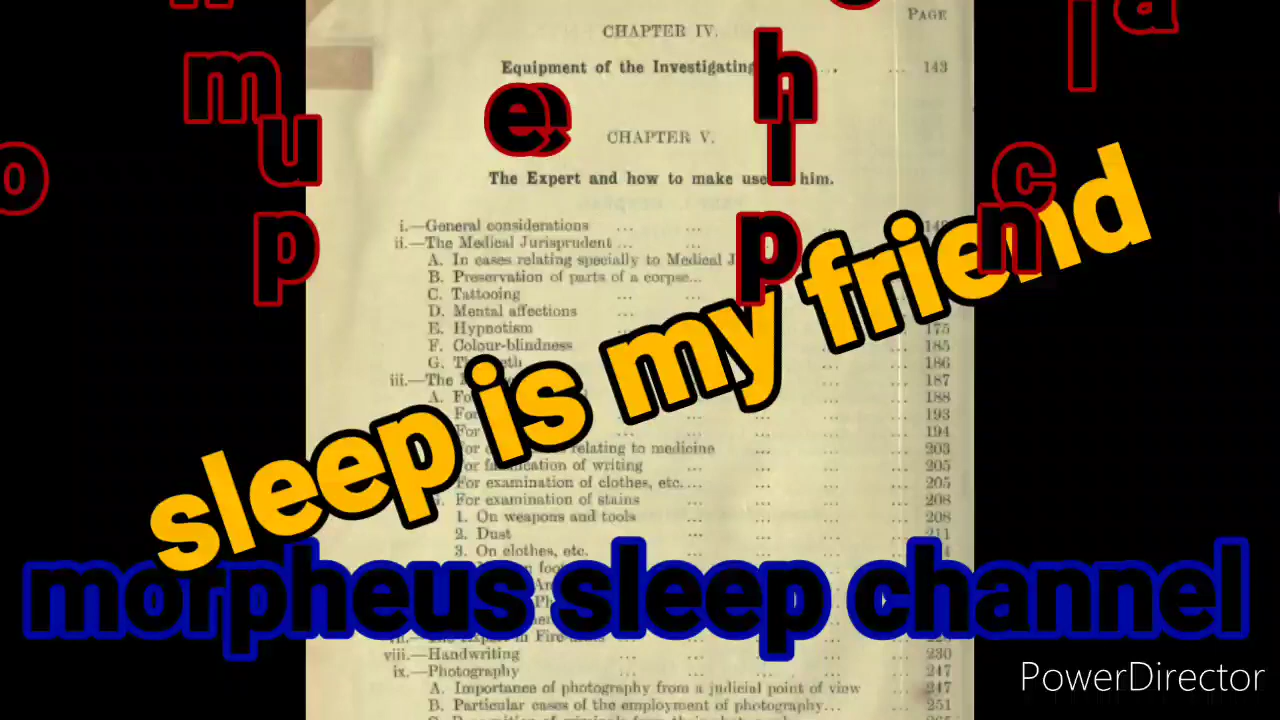 PAGE
CHAPTER IV.
Equipment of the Investigating ... 143
CHAPTER V.
The Expert and how to make use him.
i.—General considerations ... ... ...
ii.—The Medical Jurisprudent ... ...
A. In cases relating specially to Medical J
B. Preservation of parts of a corpse...
C. Tattooing ... ...
D. Mental affections ...
E. Hypnotism ... 175
F. Colour-blindness ... 185
G. ... 186
iii.—The ... 187
A. ... 188
... 193
For ... 194
relating to medicine ... ... ... 203
of writing ... ... ... 205
For examination of clothes, etc.... ... ... ... 205
For examination of stains ... ... ... ... 208
1. On weapons and tools ... ... ... ... 208
2. Dust ... ... ... ... 211
3. On clothes, etc.
sleep is my friend
morpheus sleep channel
viii.—Handwriting ... ... ... ... ... 230
ix.—Photography ... ... ... ... ... 247
A. Importance of photography from a judicial point of view 247
B. Particular cases of the employment of photography... ... 251
m
u
p
o
e
h
l
p
c
n
l
a
PowerDirector